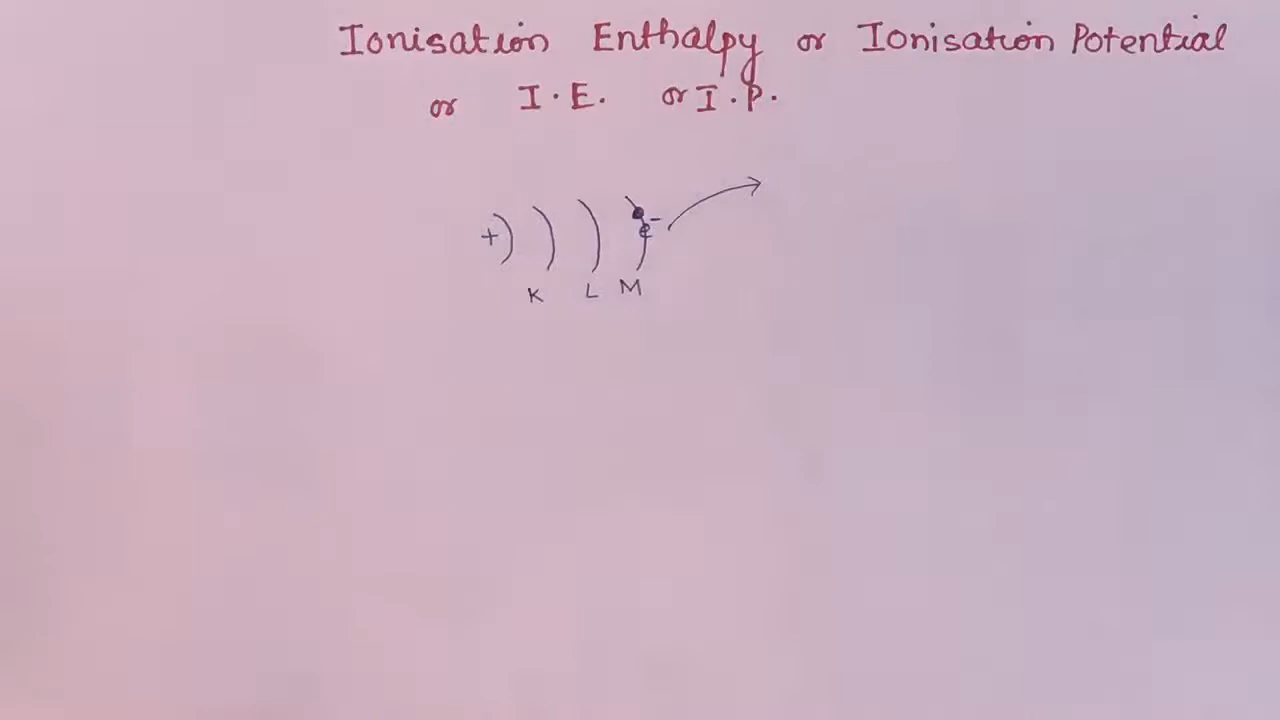 Ionisation Enthalpy or Ionisation Potential
or I.E. or I.P.
+ e-
K L M